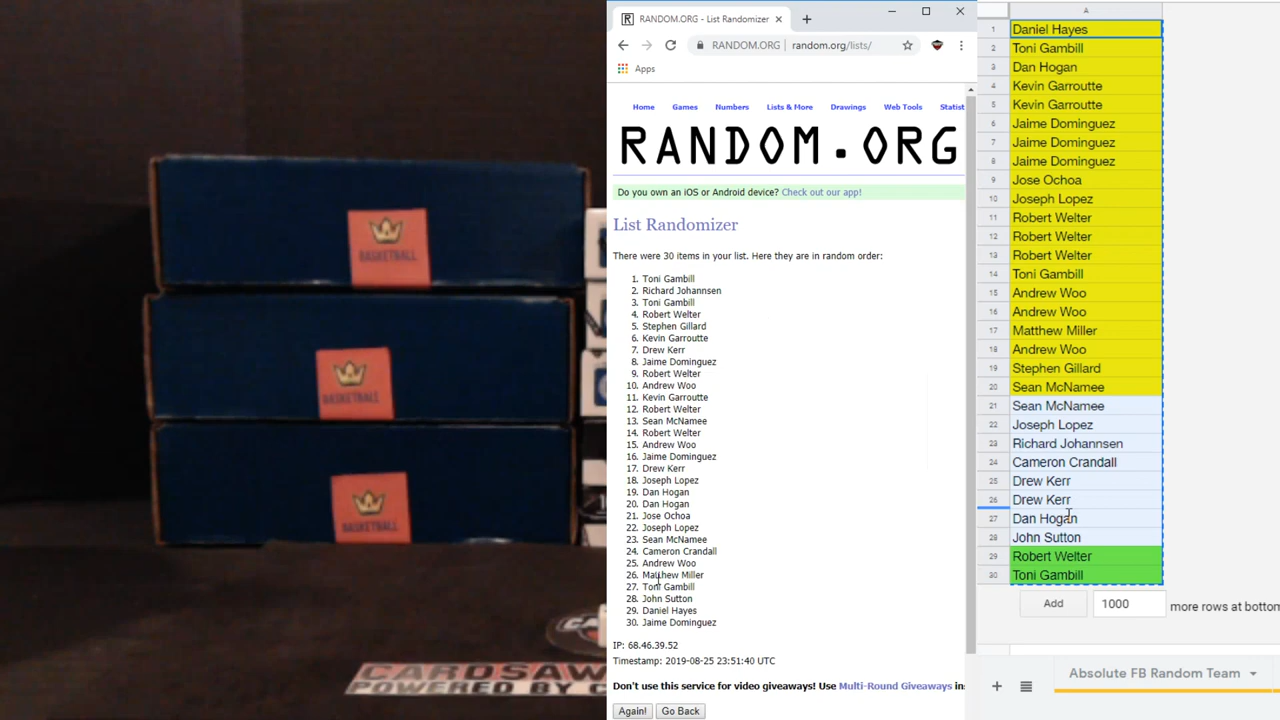 BASKETBALL
BASKETBALL
BASKETBALL
CARDSAW
POWERED BY C
RANDOM.ORG - List Randomizer
RANDOM.ORG
random.org/lists/
Apps
Home
Games
Numbers
Lists & More
Drawings
Web Tools
Statist
RANDOM.ORG
Do you own an iOS or Android device? Check out our app!
List Randomizer
There were 30 items in your list. Here they are in random order:
1. Toni Gambill
2. Richard Johannsen
3. Toni Gambill
4. Robert Welter
5. Stephen Gillard
6. Kevin Garroutte
7. Drew Kerr
8. Jaime Dominguez
9. Robert Welter
10. Andrew Woo
11. Kevin Garroutte
12. Robert Welter
13. Sean McNamee
14. Robert Welter
15. Andrew Woo
16. Jaime Dominguez
17. Drew Kerr
18. Joseph Lopez
19. Dan Hogan
20. Dan Hogan
21. Jose Ochoa
22. Joseph Lopez
23. Sean McNamee
24. Cameron Crandall
25. Andrew Woo
26. Matthew Miller
27. Toni Gambill
28. John Sutton
29. Daniel Hayes
30. Jaime Dominguez
IP: 68.46.39.52
Timestamp: 2019-08-25 23:51:40 UTC
Don't use this service for video giveaways! Use Multi-Round Giveaways in
Again!
Go Back
A
1 Daniel Hayes
2 Toni Gambill
3 Dan Hogan
4 Kevin Garroutte
5 Kevin Garroutte
6 Jaime Dominguez
7 Jaime Dominguez
8 Jaime Dominguez
9 Jose Ochoa
10 Joseph Lopez
11 Robert Welter
12 Robert Welter
13 Robert Welter
14 Toni Gambill
15 Andrew Woo
16 Andrew Woo
17 Matthew Miller
18 Andrew Woo
19 Stephen Gillard
20 Sean McNamee
21 Sean McNamee
22 Joseph Lopez
23 Richard Johannsen
24 Cameron Crandall
25 Drew Kerr
26 Drew Kerr
27 Dan Hogan
28 John Sutton
29 Robert Welter
30 Toni Gambill
Add
1000
more rows at bottom
Absolute FB Random Team